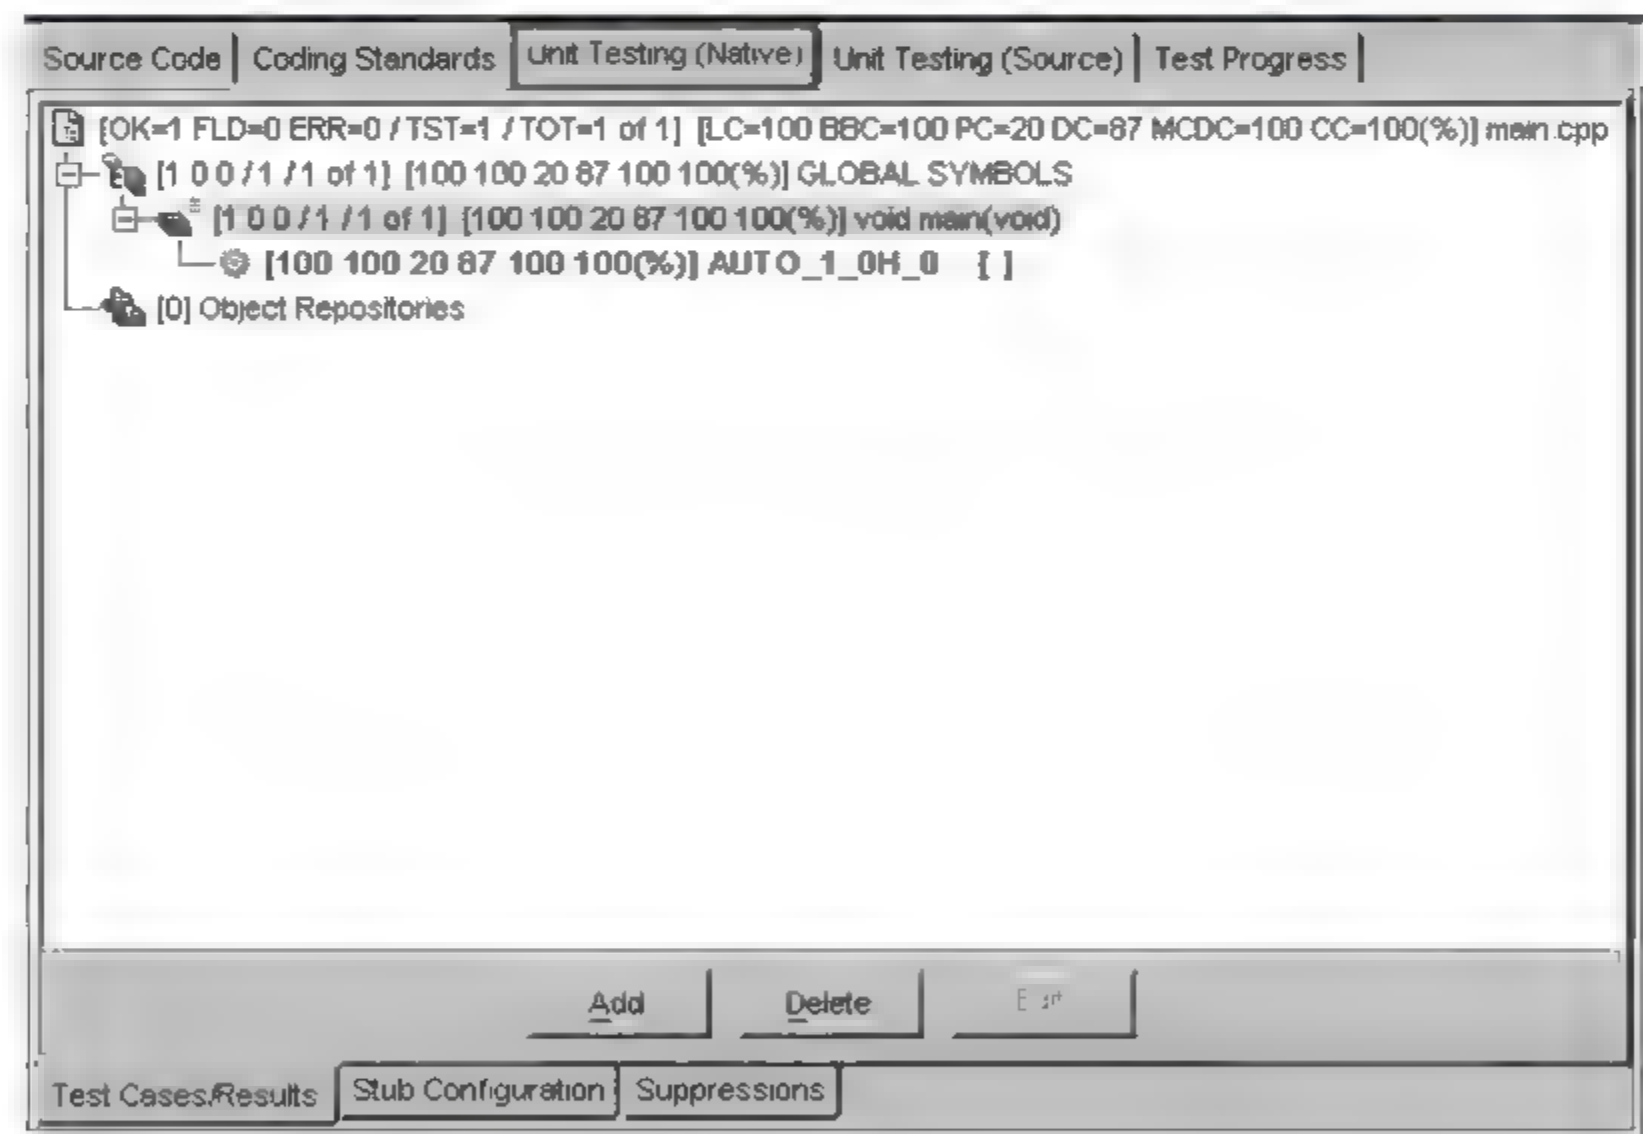 Source Code Coding Standards Unit Testing (Native) Unit Testing (Source) Test Progress
[OK=1 FLD=0 ERR=0 / TST=1 / TOT=1 of 1] [LC=100 BBC=100 PC=20 DC=87 MCDC=100 CC=100(%)] main.cpp
[1 0 0 / 1 / 1 of 1] [100 100 20 87 100 100(%)] GLOBAL SYMBOLS
[1 0 0 / 1 / 1 of 1] [100 100 20 87 100 100(%)] void main(void)
[100 100 20 87 100 100(%)] AUTO_1_0H_0 [ ]
[0] Object Repositories
Add Delete
Test Cases/Results Stub Configuration Suppressions